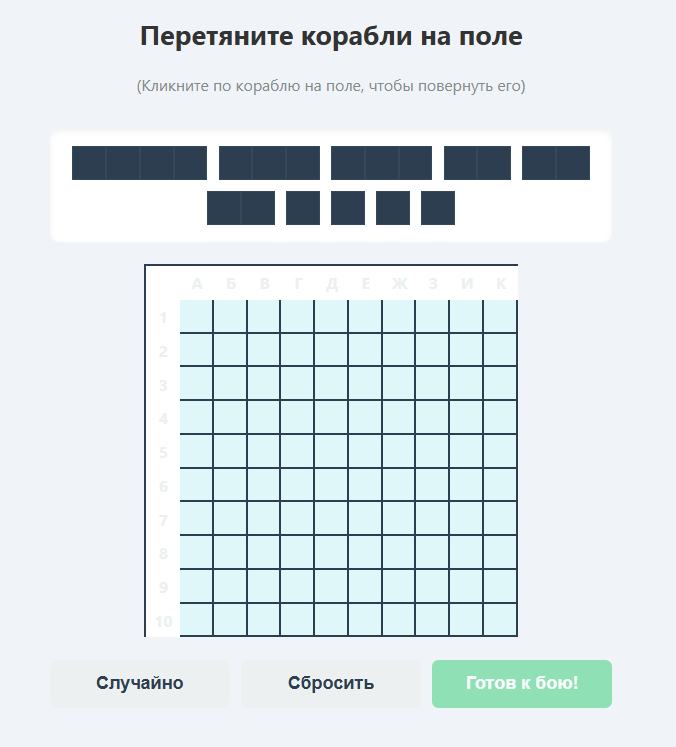 Перетяните корабли на поле
(Кликните по кораблю на поле, чтобы повернуть его)
А Б В Г Д Е Ж З И К
1
2
3
4
5
6
7
8
9
10
Случайно Сбросить Готов к бою!